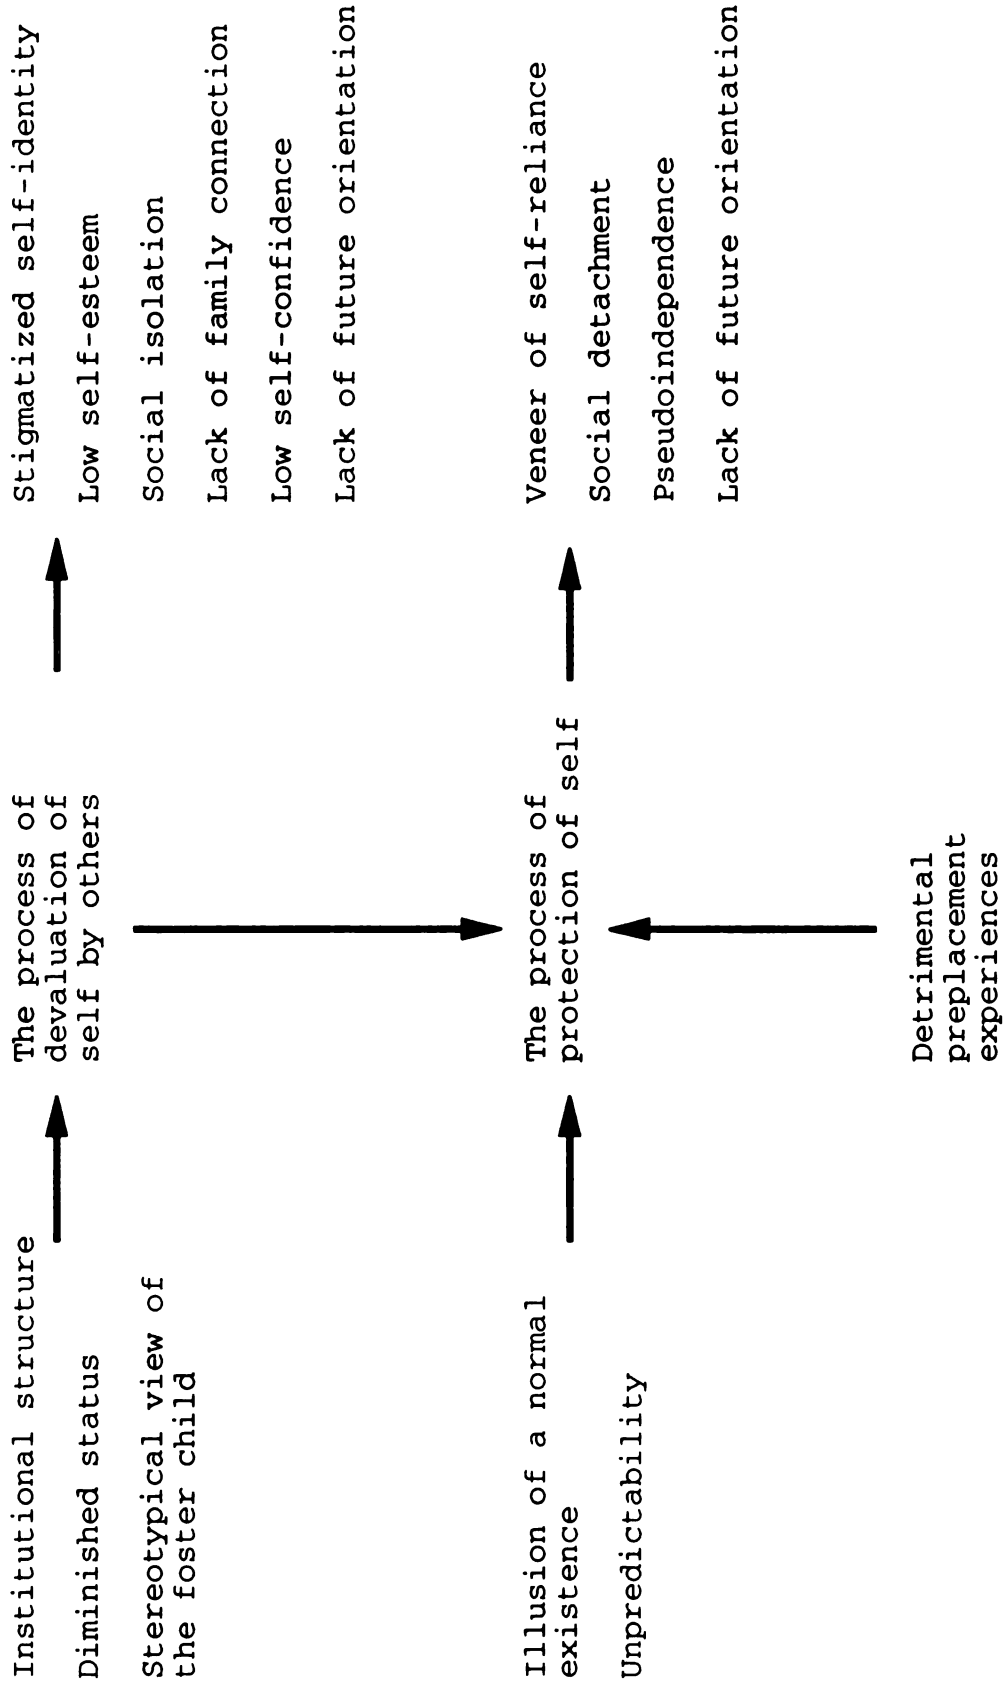 Institutional structure
Diminished status
Stereotypical view of
the foster child
The process of
devaluation of
self by others
Stigmatized self-identity
Low self-esteem
Social isolation
Lack of family connection
Low self-confidence
Lack of future orientation
Illusion of a normal
existence
Unpredictability
The process of
protection of self
Veneer of self-reliance
Social detachment
Pseudoindependence
Lack of future orientation
Detrimental
preplacement
experiences